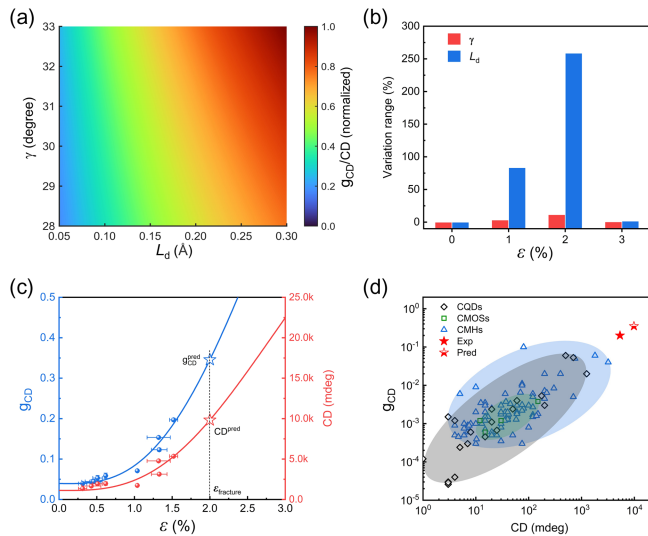 (a)
γ (degree)
33
32
31
30
29
28
0.05 0.10 0.15 0.20 0.25 0.30
L_d (Å)
1.0
0.8
0.6
0.4
0.2
0.0
g_CD/CD (normalized)
(b)
γ
L_d
Variation range (%)
300
250
200
150
100
50
0
0 1 2 3
ε (%)
(c)
g_CD
0.5
0.4
0.3
0.2
0.1
0.0
g_CD^pred
CD^pred
ε_fracture
0.0 0.5 1.0 1.5 2.0 2.5 3.0
ε (%)
25.0k
20.0k
15.0k
10.0k
5.0k
0.0
CD (mdeg)
(d)
CQDs
CMOSs
CMHs
Exp
Pred
g_CD
10^0
10^-1
10^-2
10^-3
10^-4
10^-5
10^0 10^1 10^2 10^3 10^4
CD (mdeg)